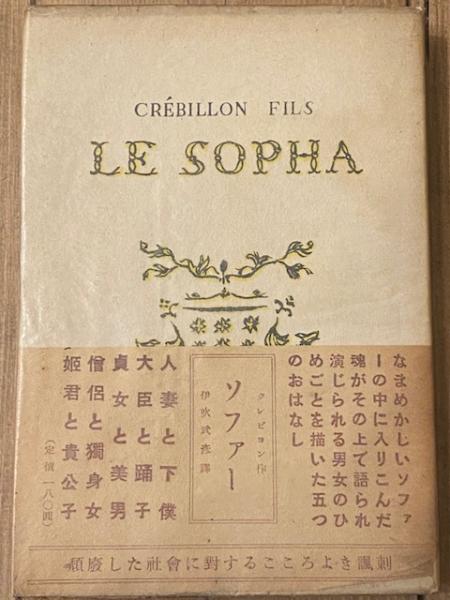 CRÉBILLON FILS
LE SOPHA
なまめかしいソファ
ーの中に入りこんだ
魂がその上で語られ
演じられる男女のひ
めごとを描いた五つ
のおはなし
クレビヨン作
ソファー
伊吹武彦譯
人妻と下僕
大臣と踊子
貞女と美男
僧侶と獨身女
姫君と貴公子
（定價一八〇円）
頽廢した社會に對するこころよき諷刺